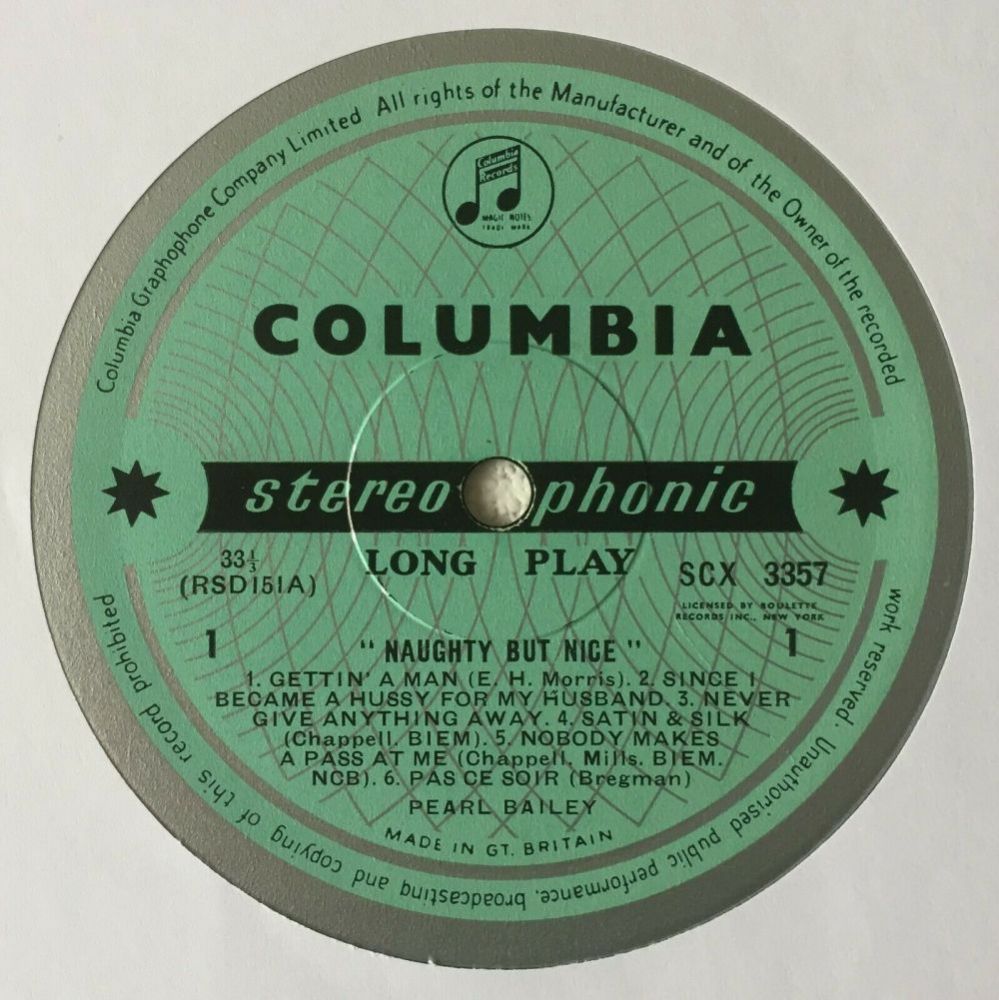 Columbia Graphophone Company Limited All rights of the Manufacturer and of the Owner of the recorded
work reserved. Unauthorised public performance, broadcasting and copying of this record prohibited
Columbia
Records
MAGIC NOTES
TRADE MARK
COLUMBIA
stereophonic
LONG PLAY
33⅓
(RSD151A)
SCX 3357
LICENSED BY ROULETTE
RECORDS INC., NEW YORK
1
1
"NAUGHTY BUT NICE"
1. GETTIN' A MAN (E. H. Morris). 2. SINCE I
BECAME A HUSSY FOR MY HUSBAND. 3. NEVER
GIVE ANYTHING AWAY. 4. SATIN & SILK
(Chappell. BIEM). 5. NOBODY MAKES
A PASS AT ME (Chappell. Mills. BIEM.
NCB). 6. PAS CE SOIR (Bregman)
PEARL BAILEY
MADE IN GT. BRITAIN